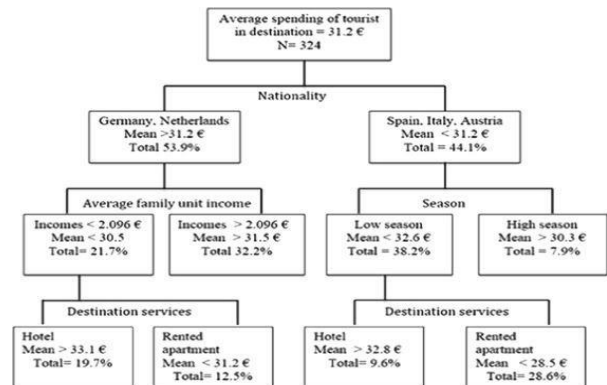 Average spending of tourist
in destination = 31.2 €
N= 324
Nationality
Germany, Netherlands
Mean >31.2 €
Total 53.9%
Spain, Italy, Austria
Mean < 31.2 €
Total = 44.1%
Average family unit income
Season
Incomes < 2.096 €
Mean < 30.5
Total= 21.7%
Incomes > 2.096 €
Mean > 31.5 €
Total 32.2%
Low season
Mean < 32.6 €
Total = 38.2%
High season
Mean > 30.3 €
Total = 7.9%
Destination services
Destination services
Hotel
Mean > 33.1 €
Total= 19.7%
Rented
apartment
Mean < 31.2 €
Total= 12.5%
Hotel
Mean > 32.8 €
Total= 9.6%
Rented
apartment
Mean < 28.5 €
Total= 28.6%